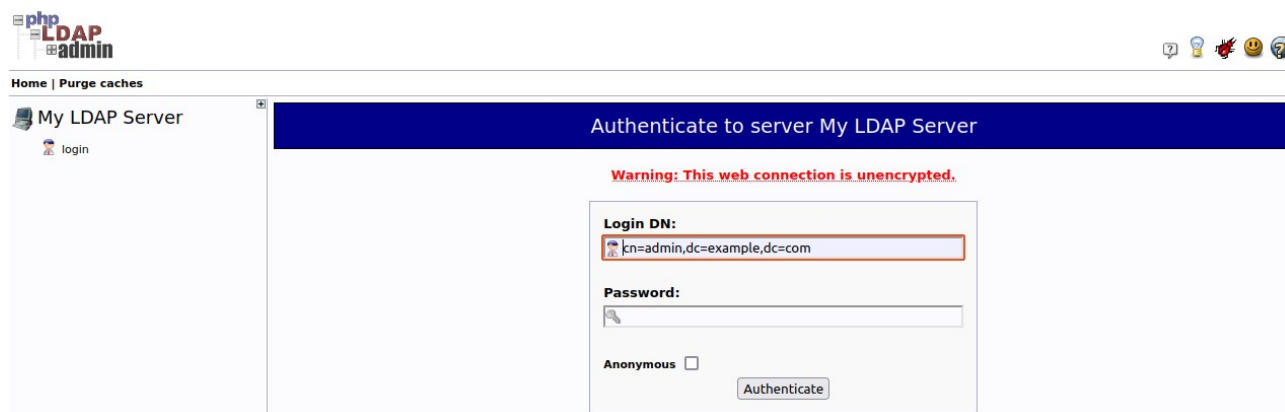 php
LDAP
admin
Home | Purge caches
My LDAP Server
login
Authenticate to server My LDAP Server
Warning: This web connection is unencrypted.
Login DN:
cn=admin,dc=example,dc=com
Password:
Anonymous
Authenticate